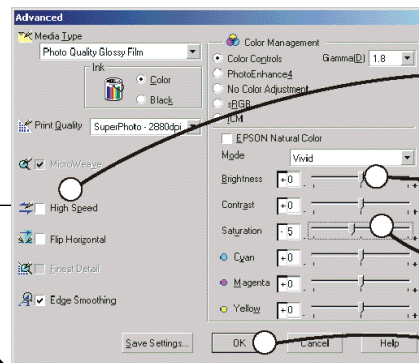 Advanced
Media Type
Photo Quality Glossy Film
Ink
Color
Black
Print Quality
SuperPhoto - 2880dpi
MicroWeave
High Speed
Flip Horizontal
Finest Detail
Edge Smoothing
Save Settings...
Color Management
Color Controls
Gamma(D)
1.8
PhotoEnhance4
No Color Adjustment
sRGB
ICM
EPSON Natural Color
Mode
Vivid
Brightness
+0
- +
Contrast
+0
- +
Saturation
- 5
- +
Cyan
+0
- +
Magenta
+0
- +
Yellow
+0
- +
OK
Cancel
Help